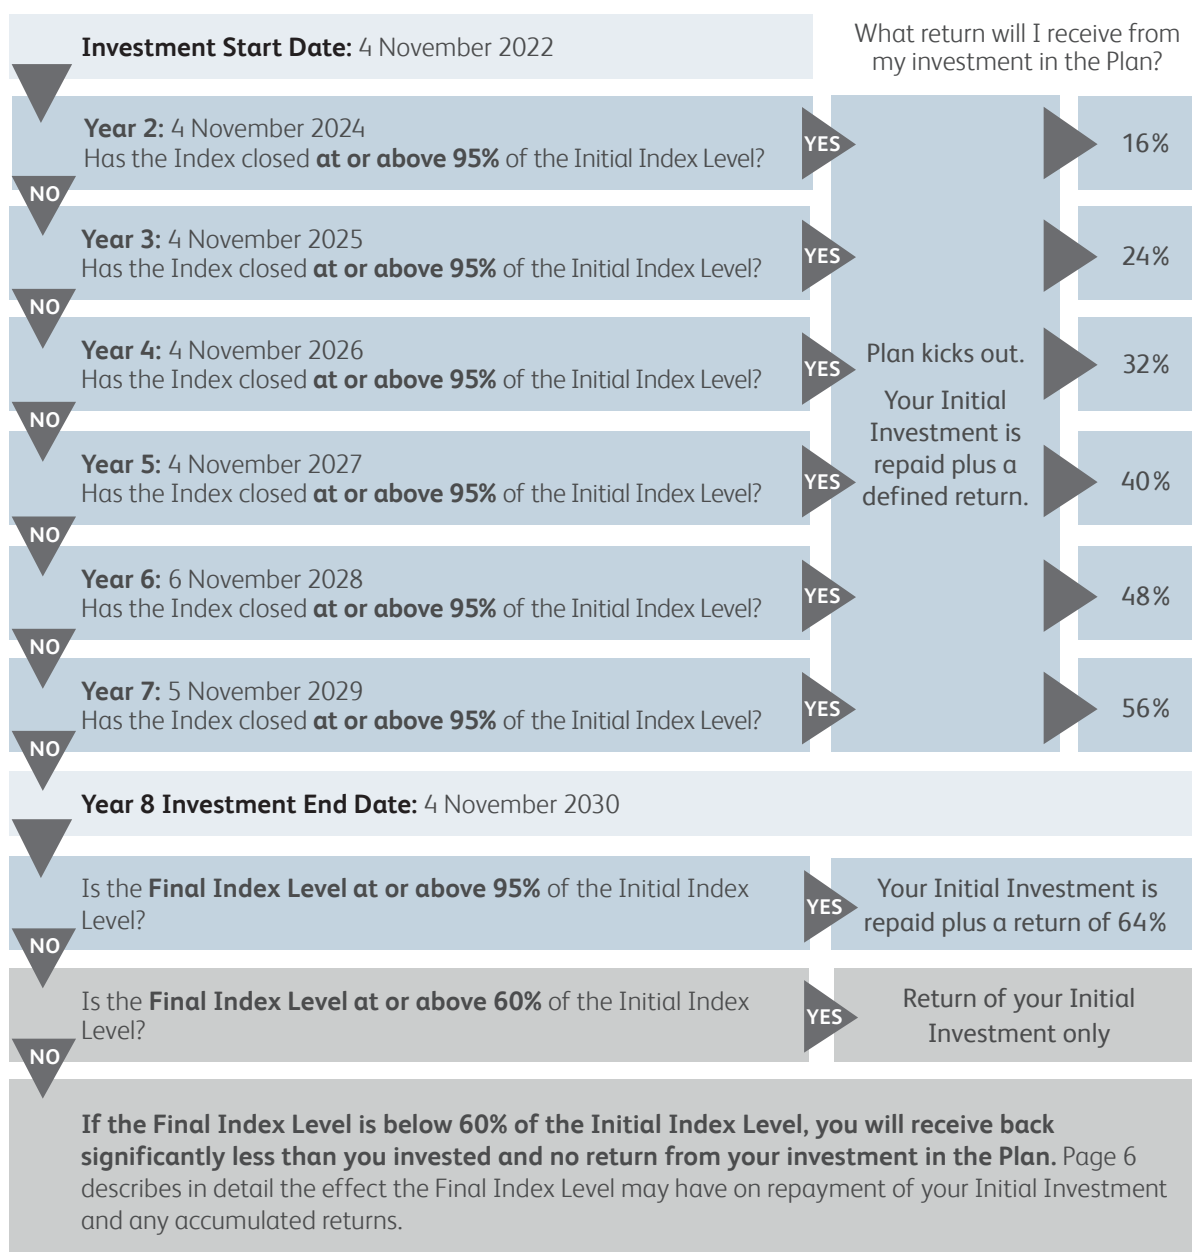 Investment Start Date: 4 November 2022
What return will I receive from
my investment in the Plan?
Year 2: 4 November 2024
Has the Index closed at or above 95% of the Initial Index Level?
YES
16%
NO
Year 3: 4 November 2025
Has the Index closed at or above 95% of the Initial Index Level?
YES
24%
NO
Year 4: 4 November 2026
Has the Index closed at or above 95% of the Initial Index Level?
YES
Plan kicks out.
Your Initial
Investment is
repaid plus a
defined return.
32%
NO
Year 5: 4 November 2027
Has the Index closed at or above 95% of the Initial Index Level?
YES
40%
NO
Year 6: 6 November 2028
Has the Index closed at or above 95% of the Initial Index Level?
YES
48%
NO
Year 7: 5 November 2029
Has the Index closed at or above 95% of the Initial Index Level?
YES
56%
NO
Year 8 Investment End Date: 4 November 2030
Is the Final Index Level at or above 95% of the Initial Index
Level?
YES
Your Initial Investment is
repaid plus a return of 64%
NO
Is the Final Index Level at or above 60% of the Initial Index
Level?
YES
Return of your Initial
Investment only
NO
If the Final Index Level is below 60% of the Initial Index Level, you will receive back
significantly less than you invested and no return from your investment in the Plan. Page 6
describes in detail the effect the Final Index Level may have on repayment of your Initial Investment
and any accumulated returns.